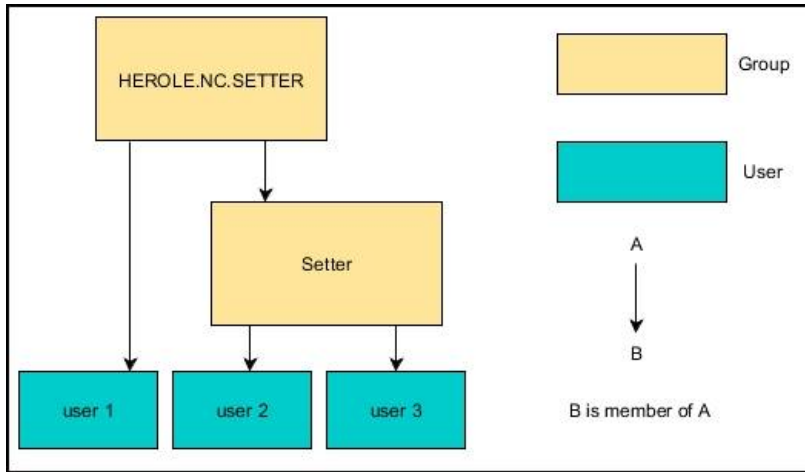 HEROLE.NC.SETTER
Group
User
A
Setter
B
user 1
user 2
user 3
B is member of A